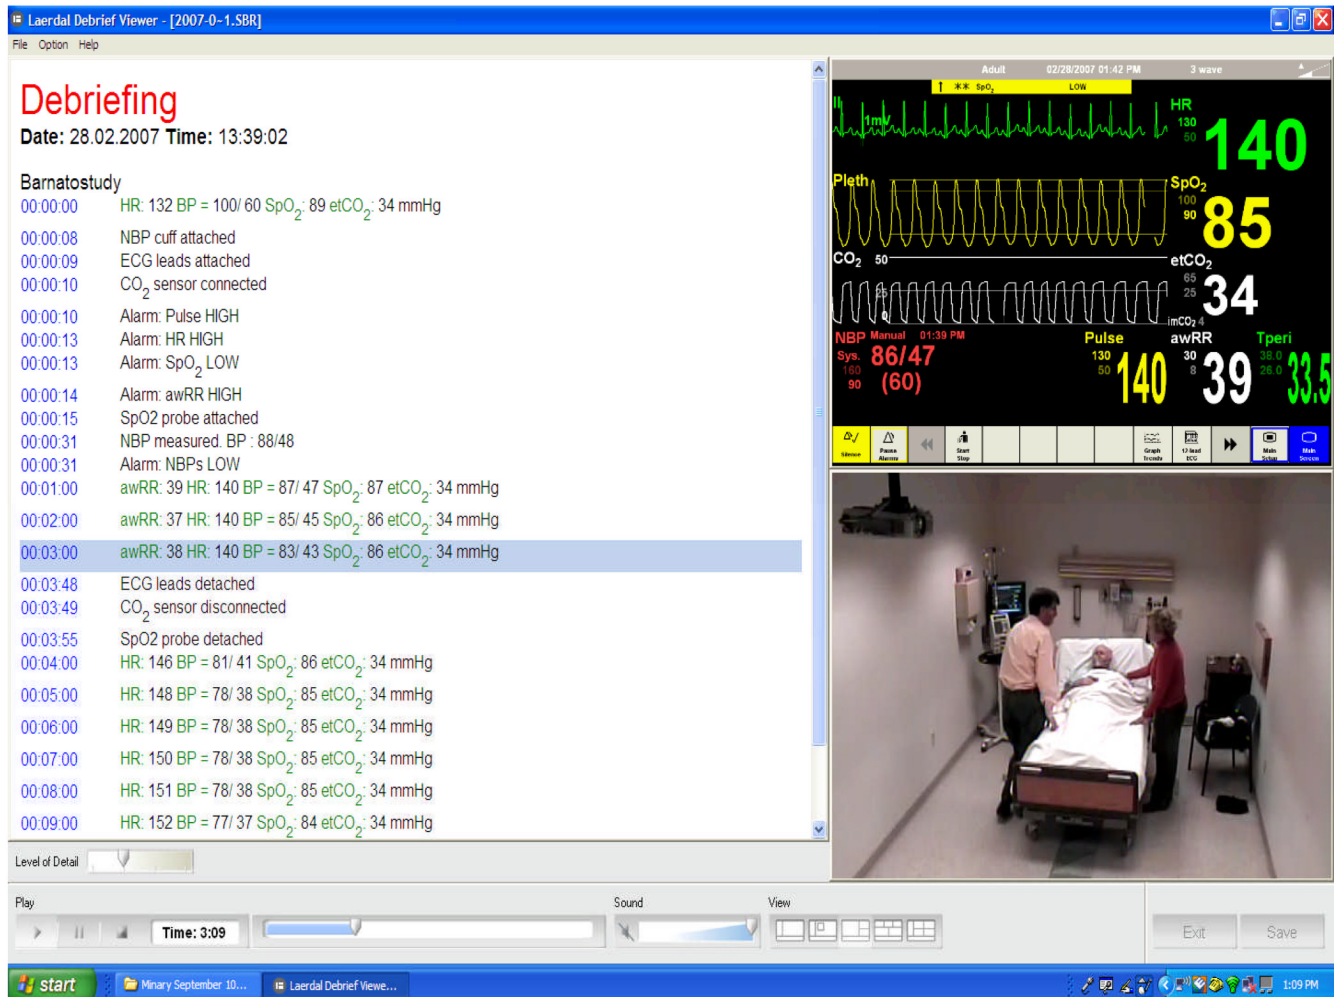 Laerdal Debrief Viewer - [2007-0~1.SBR]
File Option Help
Debriefing
Date: 28.02.2007 Time: 13:39:02
Barnatostudy
00:00:00 HR: 132 BP = 100/ 60 SpO2: 89 etCO2: 34 mmHg
00:00:08 NBP cuff attached
00:00:09 ECG leads attached
00:00:10 CO2 sensor connected
00:00:10 Alarm: Pulse HIGH
00:00:13 Alarm: HR HIGH
00:00:13 Alarm: SpO2 LOW
00:00:14 Alarm: awRR HIGH
00:00:15 SpO2 probe attached
00:00:31 NBP measured. BP : 88/48
00:00:31 Alarm: NBPs LOW
00:01:00 awRR: 39 HR: 140 BP = 87/ 47 SpO2: 87 etCO2: 34 mmHg
00:02:00 awRR: 37 HR: 140 BP = 85/ 45 SpO2: 86 etCO2: 34 mmHg
00:03:00 awRR: 38 HR: 140 BP = 83/ 43 SpO2: 86 etCO2: 34 mmHg
00:03:48 ECG leads detached
00:03:49 CO2 sensor disconnected
00:03:55 SpO2 probe detached
00:04:00 HR: 146 BP = 81/ 41 SpO2: 86 etCO2: 34 mmHg
00:05:00 HR: 148 BP = 78/ 38 SpO2: 85 etCO2: 34 mmHg
00:06:00 HR: 149 BP = 78/ 38 SpO2: 85 etCO2: 34 mmHg
00:07:00 HR: 150 BP = 78/ 38 SpO2: 85 etCO2: 34 mmHg
00:08:00 HR: 151 BP = 78/ 38 SpO2: 85 etCO2: 34 mmHg
00:09:00 HR: 152 BP = 77/ 37 SpO2: 84 etCO2: 34 mmHg
Adult 02/28/2007 01:42 PM 3 wave
** SpO2 LOW
II 1mV HR
130
50
140
Pleth SpO2
100
90
85
CO2 50 etCO2
25 65
25
34
0 imCO2 4
NBP Manual 01:39 PM Pulse awRR Tperi
Sys. 86/47 130 30 38.0
160 50 140 8 39 26.0 33.5
90 (60)
Silence Pause Alarms Start Stop Graph Trends 12-lead ECG Main Setup Main Screen
Level of Detail
Play Sound View
Time: 3:09 Exit Save
start Minary September 10... Laerdal Debrief Viewe... 1:09 PM